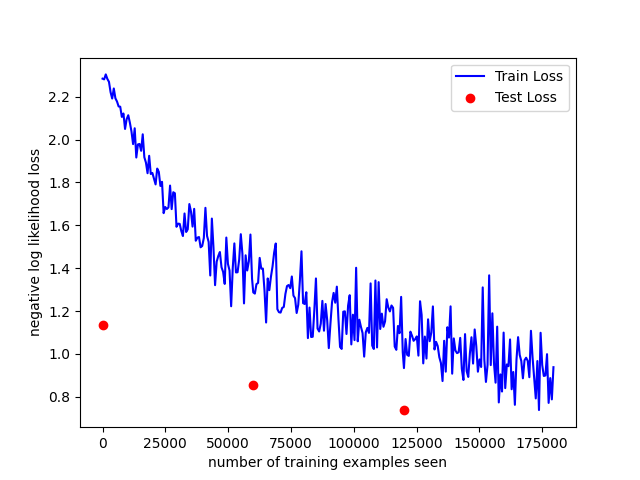 Train Loss
Test Loss
2.2
2.0
1.8
1.6
1.4
1.2
1.0
0.8
negative log likelihood loss
0 25000 50000 75000 100000 125000 150000 175000
number of training examples seen